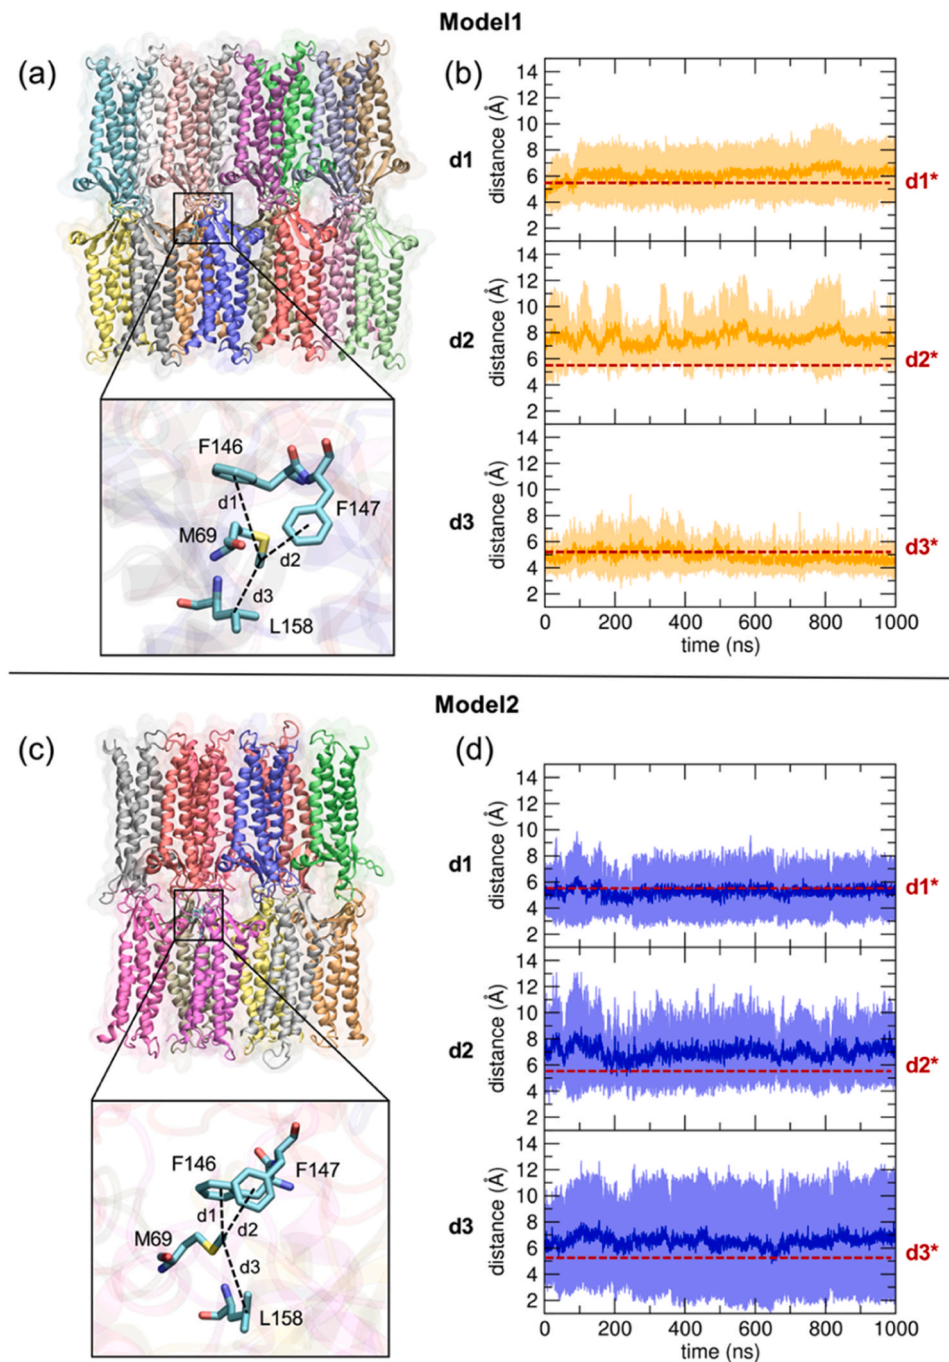 Model1
(a)
F146
d1
F147
M69
d2
d3
L158
(b)
d1
distance (Å)
14
12
10
8
6
4
2
d1*
d2
distance (Å)
14
12
10
8
6
4
2
d2*
d3
distance (Å)
14
12
10
8
6
4
2
d3*
0 200 400 600 800 1000
time (ns)
Model2
(c)
F146
F147
d1
d2
M69
d3
L158
(d)
d1
distance (Å)
14
12
10
8
6
4
2
d1*
d2
distance (Å)
14
12
10
8
6
4
2
d2*
d3
distance (Å)
14
12
10
8
6
4
2
d3*
0 200 400 600 800 1000
time (ns)